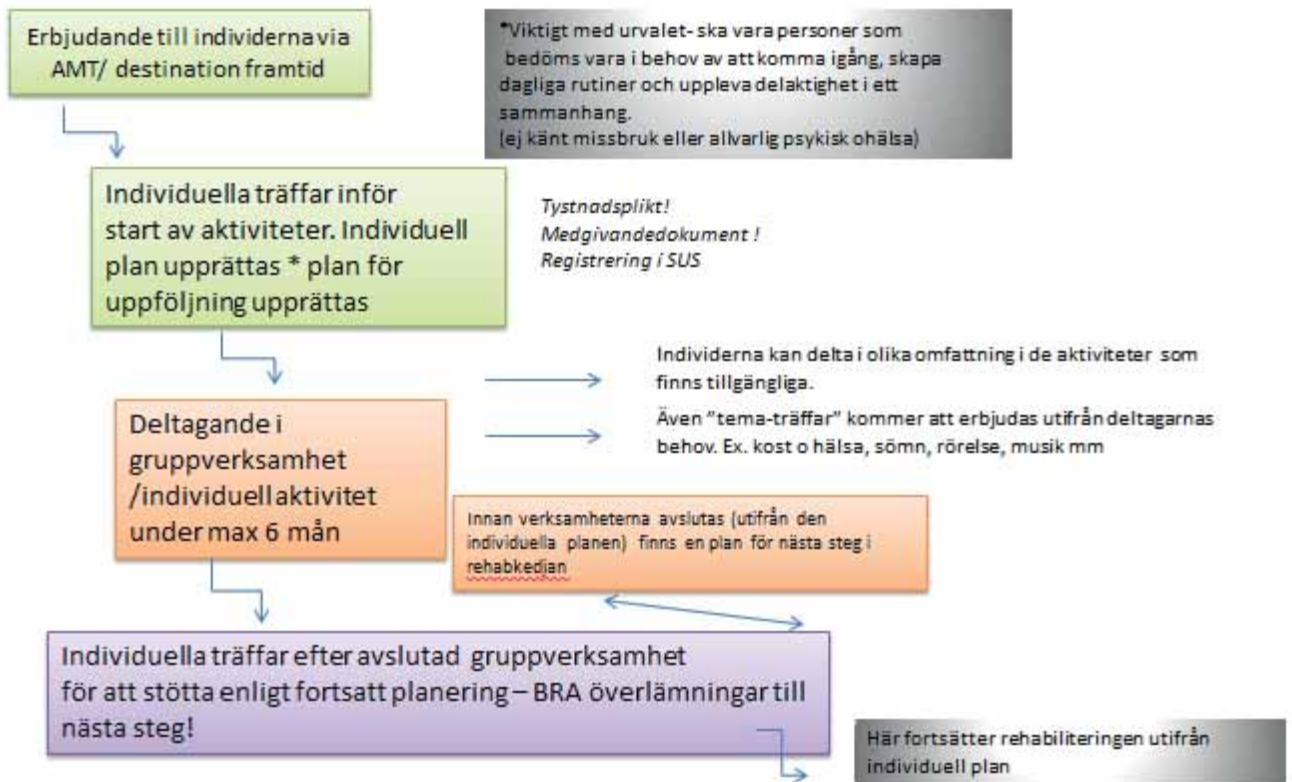 Erbjudande till individerna via
AMT/ destination framtid
*Viktigt med urvalet- ska vara personer som
bedöms vara i behov av att komma igång, skapa
dagliga rutiner och uppleva delaktighet i ett
sammanhang.
(ej känt missbruk eller allvarlig psykisk ohälsa)
Individuella träffar inför
start av aktiviteter. Individuell
plan upprättas * plan för
uppföljning upprättas
Tystnadsplikt!
Medgivandedokument !
Registrering i SUS
Individerna kan delta i olika omfattning i de aktiviteter som
finns tillgängliga.
Även ”tema-träffar” kommer att erbjudas utifrån deltagarnas
behov. Ex. kost o hälsa, sömn, rörelse, musik mm
Deltagande i
gruppverksamhet
/individuell aktivitet
under max 6 mån
Innan verksamheterna avslutas (utifrån den
individuella planen) finns en plan för nästa steg i
rehabkedjan
Individuella träffar efter avslutad gruppverksamhet
för att stötta enligt fortsatt planering – BRA överlämningar till
nästa steg!
Här fortsätter rehabiliteringen utifrån
individuell plan